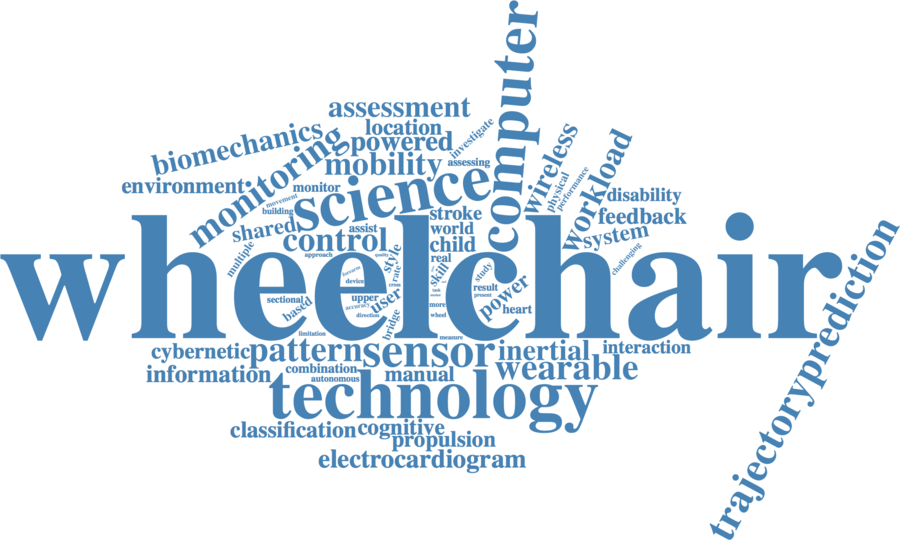 computer
assessment
location
investigate
biomechanics
powered
wireless
monitoring
mobility
assessing
workload
physical
performance
environment
monitor
science
disability
movement
building
stroke
feedback
shared
assist
world
system
control
child
multiple
approach
quality
style
real
challenging
wheelchair
forearm
rate
skill
study
device
cross
result
power
sectional
upper
user
task
present
based
accuracy
more
heart
direction
wheel
bridge
limitation
measure
cybernetic
pattern
sensor
inertial
interaction
information
combination
manual
wearable
autonomous
technology
trajectoryprediction
classification
cognitive
propulsion
electrocardiogram